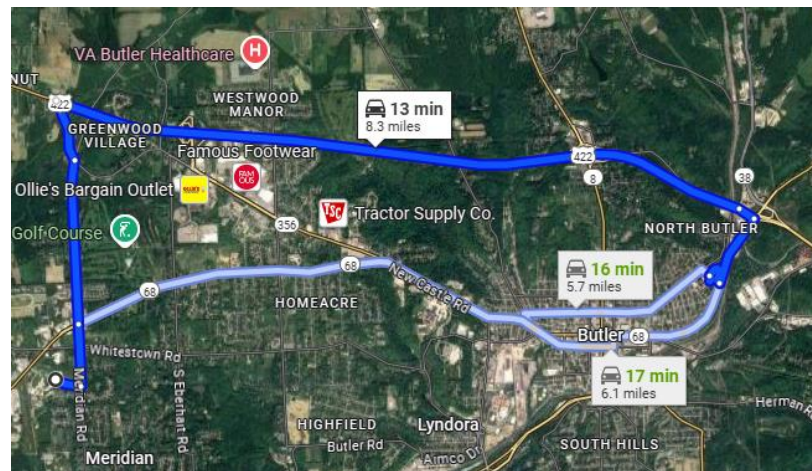 VA Butler Healthcare
H
NUT
422
WESTWOOD
MANOR
13 min
8.3 miles
GREENWOOD
VILLAGE
Famous Footwear
422
8
38
Ollie's Bargain Outlet
FAM
OUS
TSC
Tractor Supply Co.
356
Golf Course
NORTH BUTLER
68
68
New Castle Rd
16 min
5.7 miles
HOMEACRE
Butler
68
Whitestown Rd
S Eberhart Rd
Meridian Rd
17 min
6.1 miles
HIGHFIELD
Lyndora
Herman R
Butler Rd
Aimco Dr
SOUTH HILLS
Meridian